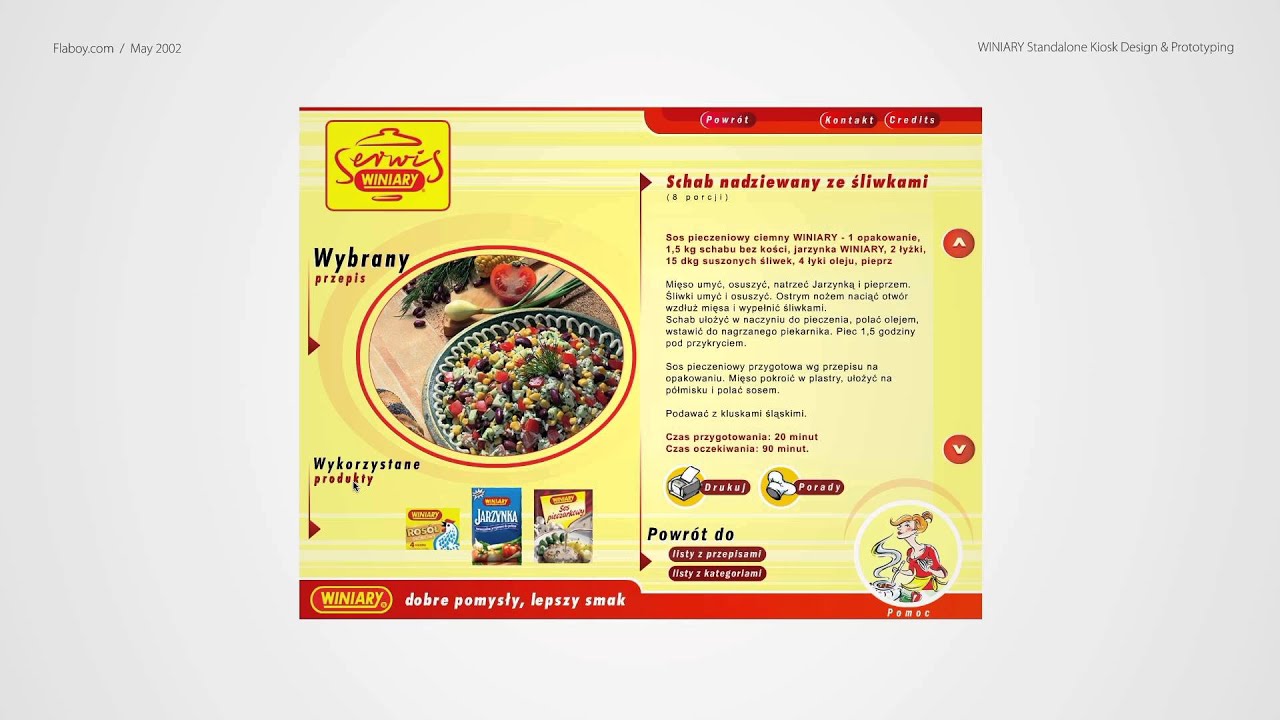 Flaboy.com / May 2002
WINIARY Standalone Kiosk Design & Prototyping
Powrót
Kontakt
Credits
Serwis
WINIARY
Schab nadziewany ze śliwkami
(8 porcji)
Sos pieczeniowy ciemny WINIARY - 1 opakowanie,
1,5 kg schabu bez kości, jarzynka WINIARY, 2 łyżki,
15 dkg suszonych śliwek, 4 łyki oleju, pieprz
Wybrany
przepis
Mięso umyć, osuszyć, natrzeć Jarzynką i pieprzem.
Śliwki umyć i osuszyć. Ostrym nożem naciąć otwór
wzdłuż mięsa i wypełnić śliwkami.
Schab ułożyć w naczyniu do pieczenia, polać olejem,
wstawić do nagrzanego piekarnika. Piec 1,5 godziny
pod przykryciem.
Sos pieczeniowy przygotowa wg przepisu na
opakowaniu. Mięso pokroić w plastry, ułożyć na
półmisku i polać sosem.
Podawać z kluskami śląskimi.
Czas przygotowania: 20 minut
Czas oczekiwania: 90 minut.
Drukuj
Porady
Wykorzystane
produkty
WINIARY
ROSÓŁ
4
WINIARY
JARZYNKA
WINIARY
Sos
pieczarkowy
Powrót do
listy z przepisami
listy z kategoriami
Pomoc
WINIARY
dobre pomysły, lepszy smak